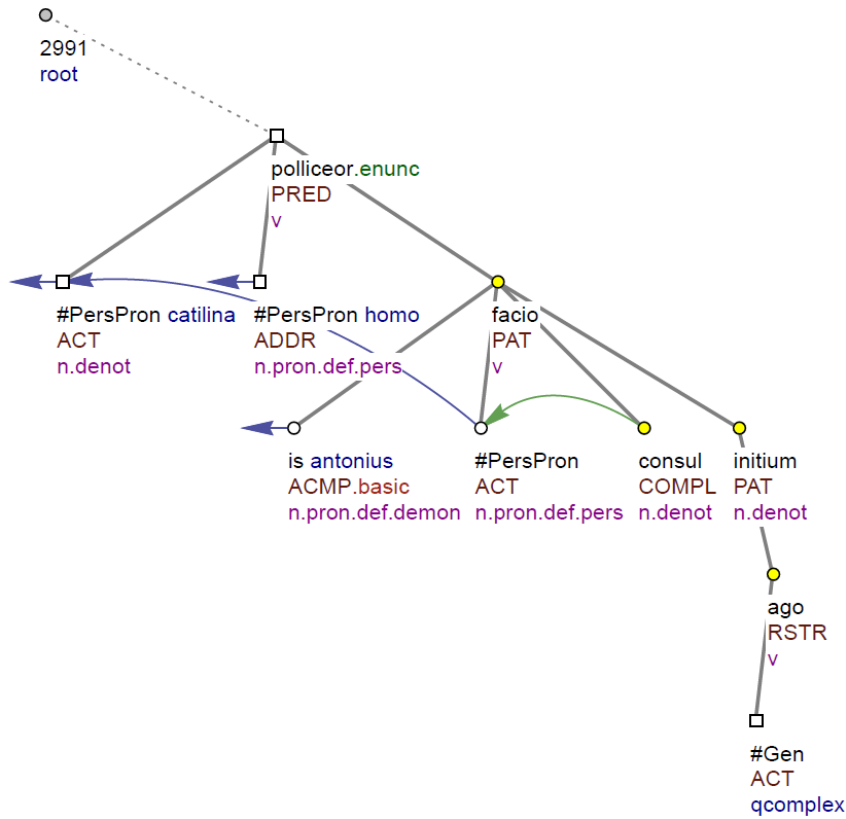 2991
root
polliceor.enunc
PRED
v
#PersPron catilina
ACT
n.denot
#PersPron homo
ADDR
n.pron.def.pers
facio
PAT
v
is antonius
ACMP.basic
n.pron.def.demon
#PersPron
ACT
n.pron.def.pers
consul
COMPL
n.denot
initium
PAT
n.denot
ago
RSTR
v
#Gen
ACT
qcomplex